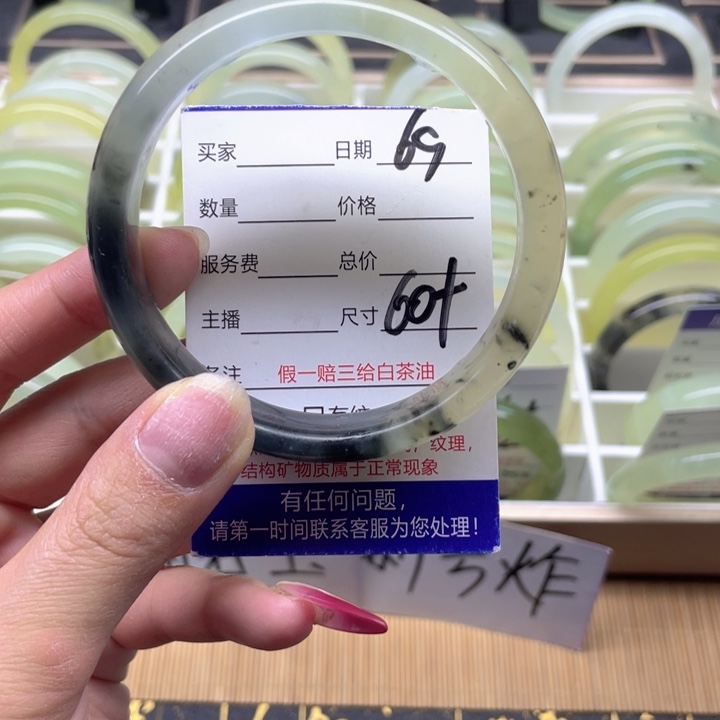 买家 日期 69
数量 价格
服务费 总价
主播 尺寸 60+
备注 假一赔三给白茶油
纹理，
结构矿物质属于正常现象
有任何问题，
请第一时间联系客服为您处理！
炸